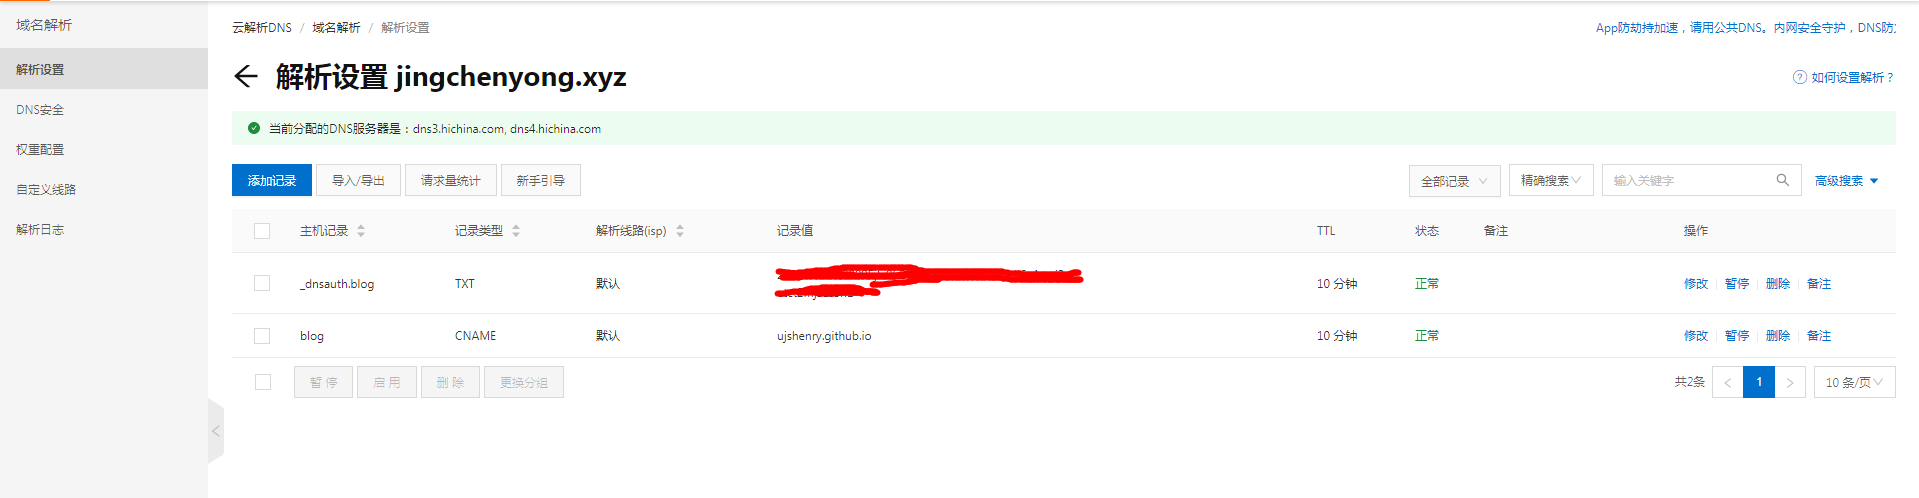 域名解析
解析设置
DNS安全
权重配置
自定义线路
解析日志
云解析DNS / 域名解析 / 解析设置
App防劫持加速，请用公共DNS。内网安全守护，DNS防
← 解析设置 jingchenyong.xyz
? 如何设置解析？
当前分配的DNS服务器是：dns3.hichina.com, dns4.hichina.com
添加记录 导入/导出 请求量统计 新手引导 全部记录 精确搜索 输入关键字 高级搜索
主机记录 记录类型 解析线路(isp) 记录值 TTL 状态 备注 操作
_dnsauth.blog TXT 默认 10 分钟 正常 修改 暂停 删除 备注
blog CNAME 默认 ujshenry.github.io 10 分钟 正常 修改 暂停 删除 备注
暂 停 启 用 删 除 更换分组 共2条 < 1 > 10 条/页